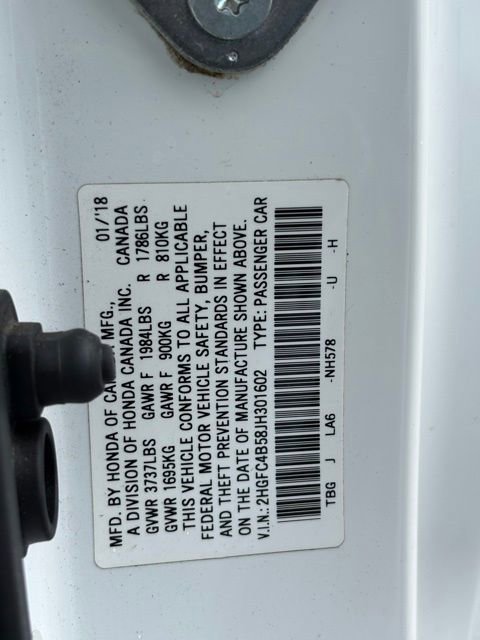 MFD. BY HONDA OF CANADA MFG., 01/'18
A DIVISION OF HONDA CANADA INC. CANADA
GVWR 3737LBS GAWR F 1984LBS R 1786LBS
GVWR 1695KG GAWR F 900KG R 810KG
THIS VEHICLE CONFORMS TO ALL APPLICABLE
FEDERAL MOTOR VEHICLE SAFETY, BUMPER,
AND THEFT PREVENTION STANDARDS IN EFFECT
ON THE DATE OF MANUFACTURE SHOWN ABOVE.
V.I.N.: 2HGFC4B58JH301602 TYPE: PASSENGER CAR
TBG J LA6 -NH578 -U -H